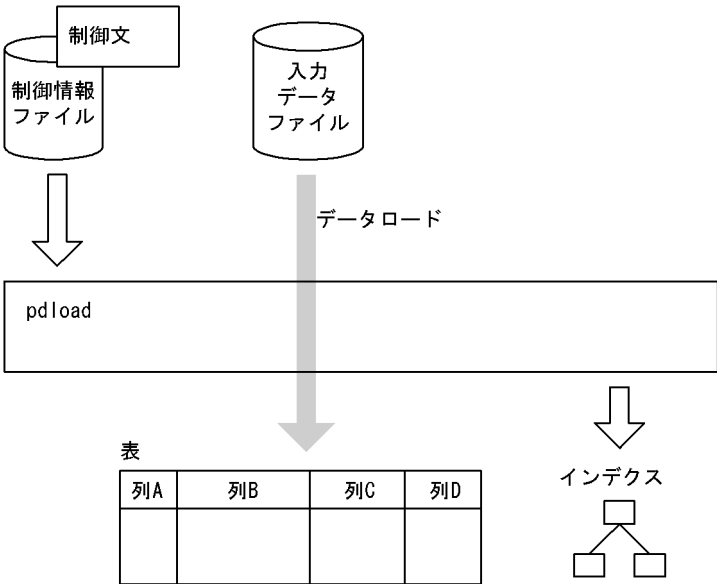 制御文
制御情報
ファイル
入力
データ
ファイル
データロード
pdload
表
列A 列B 列C 列D
インデクス